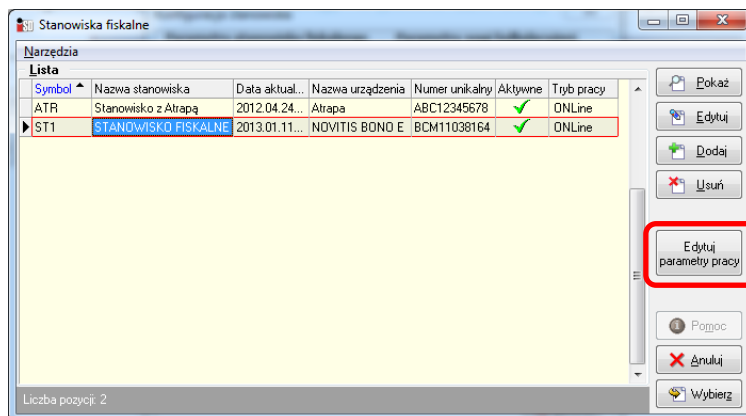 Stanowiska fiskalne
Narzędzia
Lista
Symbol Nazwa stanowiska Data aktual... Nazwa urządzenia Numer unikalny Aktywne Tryb pracy
ATR Stanowisko z Atrapą 2012.04.24... Atrapa ABC12345678 ONLine
ST1 STANOWISKO FISKALNE 2013.01.11... NOVITIS BONO E BCM11038164 ONLine
Pokaż
Edytuj
Dodaj
Usuń
Edytuj
parametry pracy
Pomoc
Anuluj
Wybierz
Liczba pozycji: 2